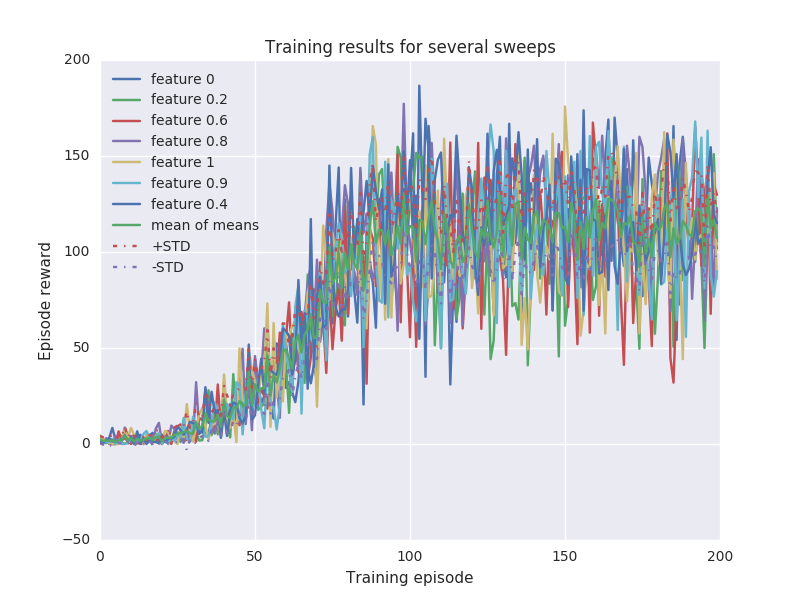 Training results for several sweeps
200
150
100
50
0
−50
Episode reward
feature 0
feature 0.2
feature 0.6
feature 0.8
feature 1
feature 0.9
feature 0.4
mean of means
+STD
-STD
0 50 100 150 200
Training episode